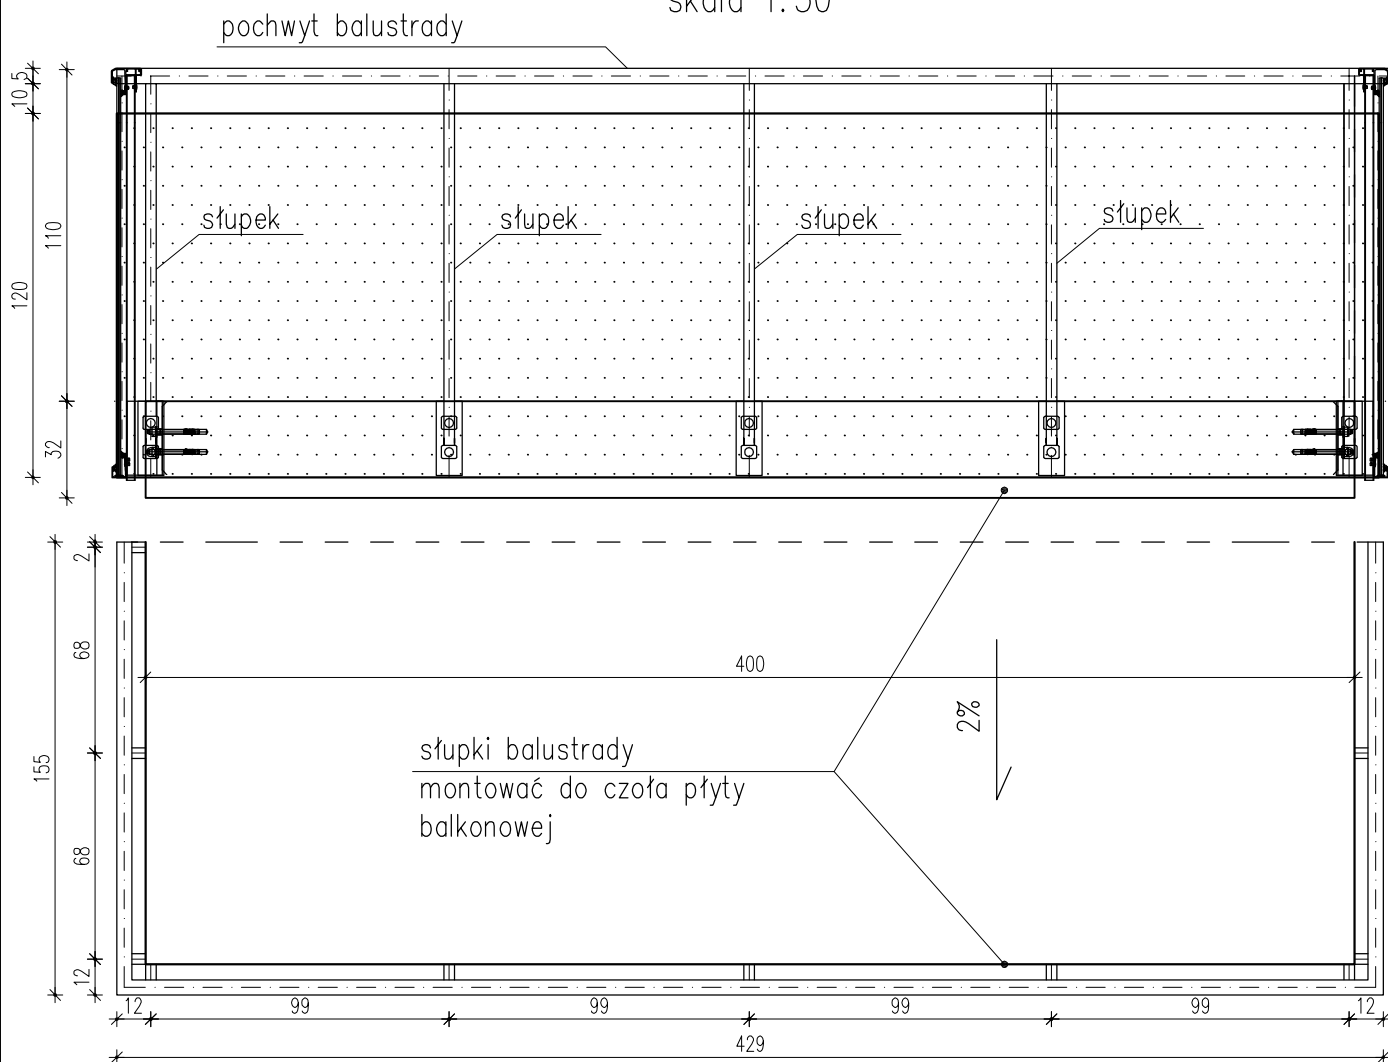 skala 1:50
pochwyt balustrady
5
10
110
120
32
słupek
słupek
słupek
słupek
2
68
68
12
155
400
2%
słupki balustrady
montować do czoła płyty
balkonowej
12
99
99
99
99
12
429